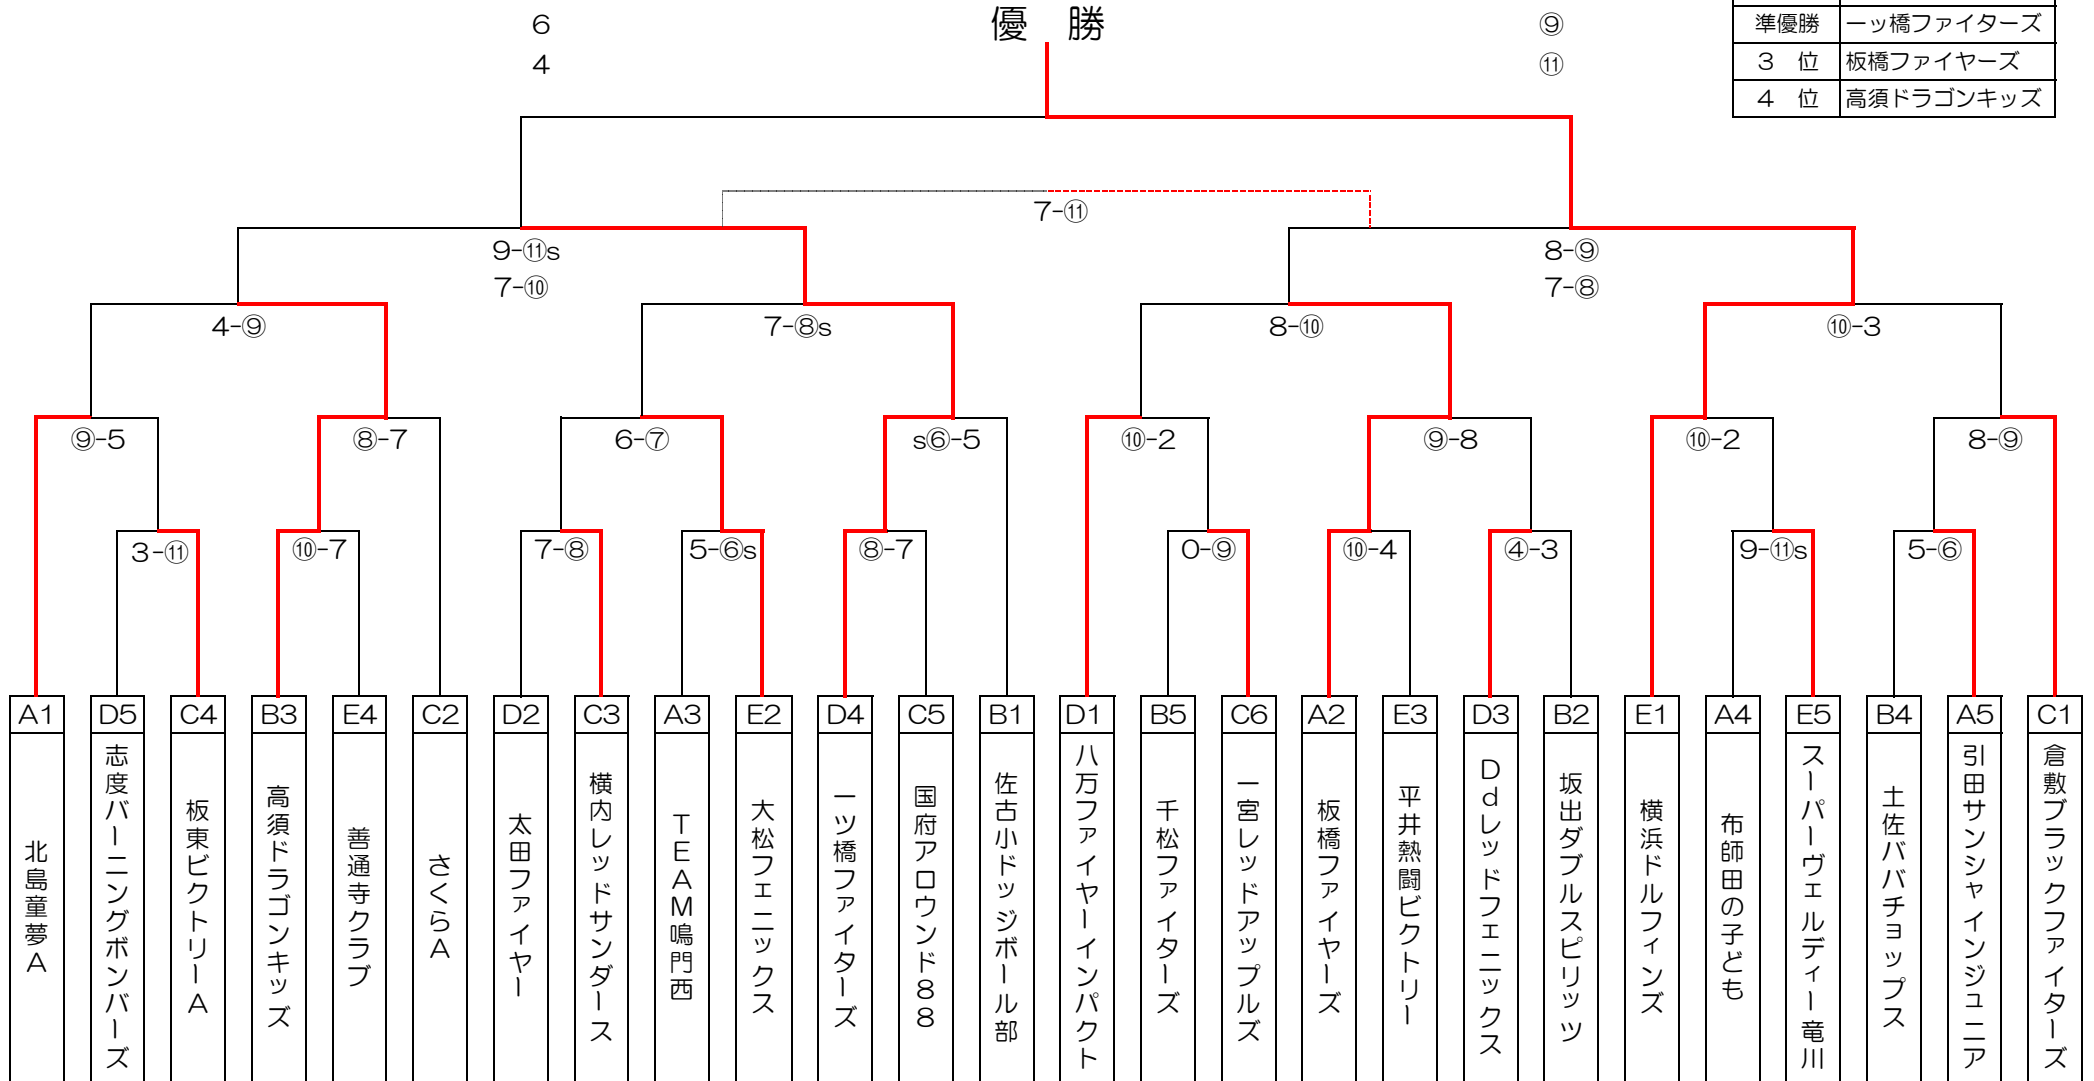 優 勝
6 ⑨
4 ⑪
準優勝 一ッ橋ファイターズ
3 位 板橋ファイヤーズ
4 位 高須ドラゴンキッズ
7-⑪
9-⑪s 8-⑨
7-⑩ 7-⑧
4-⑨ 7-⑧s 8-⑩ ⑩-3
⑨-5 ⑧-7 6-⑦ s⑥-5 ⑩-2 ⑨-8 ⑩-2 8-⑨
3-⑪ ⑩-7 7-⑧ 5-⑥s ⑧-7 0-⑨ ⑩-4 ④-3 9-⑪s 5-⑥
A1 D5 C4 B3 E4 C2 D2 C3 A3 E2 D4 C5 B1 D1 B5 C6 A2 E3 D3 B2 E1 A4 E5 B4 A5 C1
北島童夢A
志度バーニングボンバーズ
板東ビクトリーA
高須ドラゴンキッズ
善通寺クラブ
さくらA
太田ファイヤー
横内レッドサンダース
TEAM鳴門西
大松フェニックス
一ツ橋ファイターズ
国府アロウンド88
佐古小ドッジボール部
八万ファイヤーインパクト
千松ファイターズ
一宮レッドアップルズ
板橋ファイヤーズ
平井熱闘ビクトリー
Ddレッドフェニックス
坂出ダブルスピリッツ
横浜ドルフィンズ
布師田の子ども
スーパーヴェルディー竜川
土佐ババチョップス
引田サンシャインジュニア
倉敷ブラックファイターズ